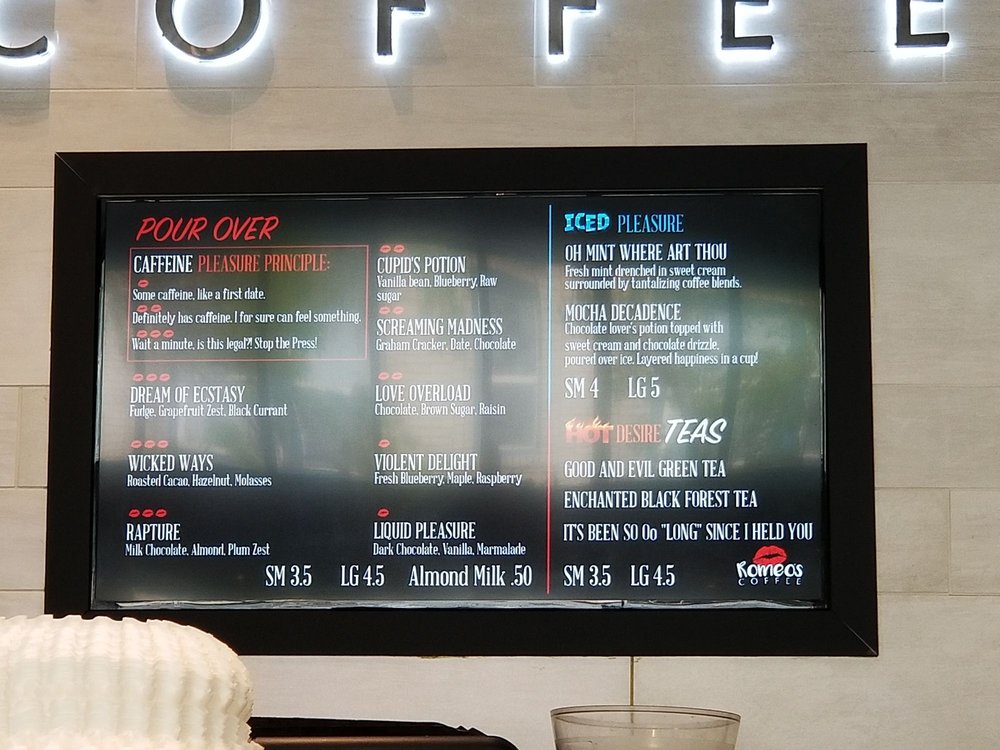 COFFEE
POUR OVER
CAFFEINE PLEASURE PRINCIPLE:
Some caffeine, like a first date.
Definitely has caffeine. I for sure can feel something.
Wait a minute, is this legal?! Stop the Press!
DREAM OF ECSTASY
Fudge, Grapefruit Zest, Black Currant
WICKED WAYS
Roasted Cacao, Hazelnut, Molasses
RAPTURE
Milk Chocolate, Almond, Plum Zest
CUPID'S POTION
Vanilla bean, Blueberry, Raw
sugar
SCREAMING MADNESS
Graham Cracker, Date, Chocolate
LOVE OVERLOAD
Chocolate, Brown Sugar, Raisin
VIOLENT DELIGHT
Fresh Blueberry, Maple, Raspberry
LIQUID PLEASURE
Dark Chocolate, Vanilla, Marmalade
SM 3.5 LG 4.5 Almond Milk .50
ICED PLEASURE
OH MINT WHERE ART THOU
Fresh mint drenched in sweet cream
surrounded by tantalizing coffee blends.
MOCHA DECADENCE
Chocolate lover's potion topped with
sweet cream and chocolate drizzle,
poured over ice. Layered happiness in a cup!
SM 4 LG 5
HOT DESIRE TEAS
GOOD AND EVIL GREEN TEA
ENCHANTED BLACK FOREST TEA
IT'S BEEN SO Oo "LONG" SINCE I HELD YOU
SM 3.5 LG 4.5
Romeos
COFFEE